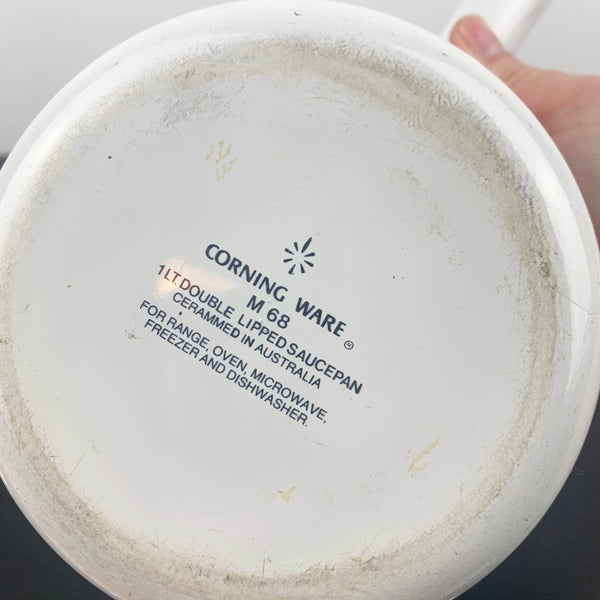 CORNING WARE ®
M 68
1 LT. DOUBLE LIPPED SAUCEPAN
CERAMMED IN AUSTRALIA
FOR RANGE, OVEN, MICROWAVE,
FREEZER AND DISHWASHER.